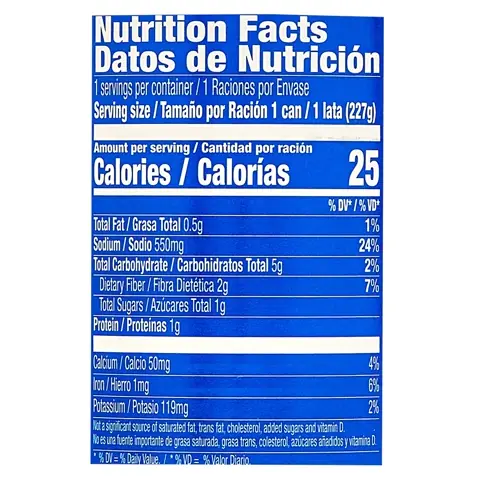 Nutrition Facts
Datos de Nutrición
1 servings per container / 1 Raciones por Envase
Serving size / Tamaño por Ración 1 can / 1 lata (227g)
Amount per serving / Cantidad por ración
Calories / Calorías 25
% DV* / % VD*
Total Fat / Grasa Total 0.5g 1%
Sodium / Sodio 550mg 24%
Total Carbohydrate / Carbohidratos Total 5g 2%
Dietary Fiber / Fibra Dietética 2g 7%
Total Sugars / Azúcares Total 1g
Protein / Proteínas 1g
Calcium / Calcio 50mg 4%
Iron / Hierro 1mg 6%
Potassium / Potasio 119mg 2%
Not a significant source of saturated fat, trans fat, cholesterol, added sugars and vitamin D.
No es una fuente importante de grasa saturada, grasa trans, colesterol, azúcares añadidos y vitamina D.
* % DV = % Daily Value. / * % VD = % Valor Diario.